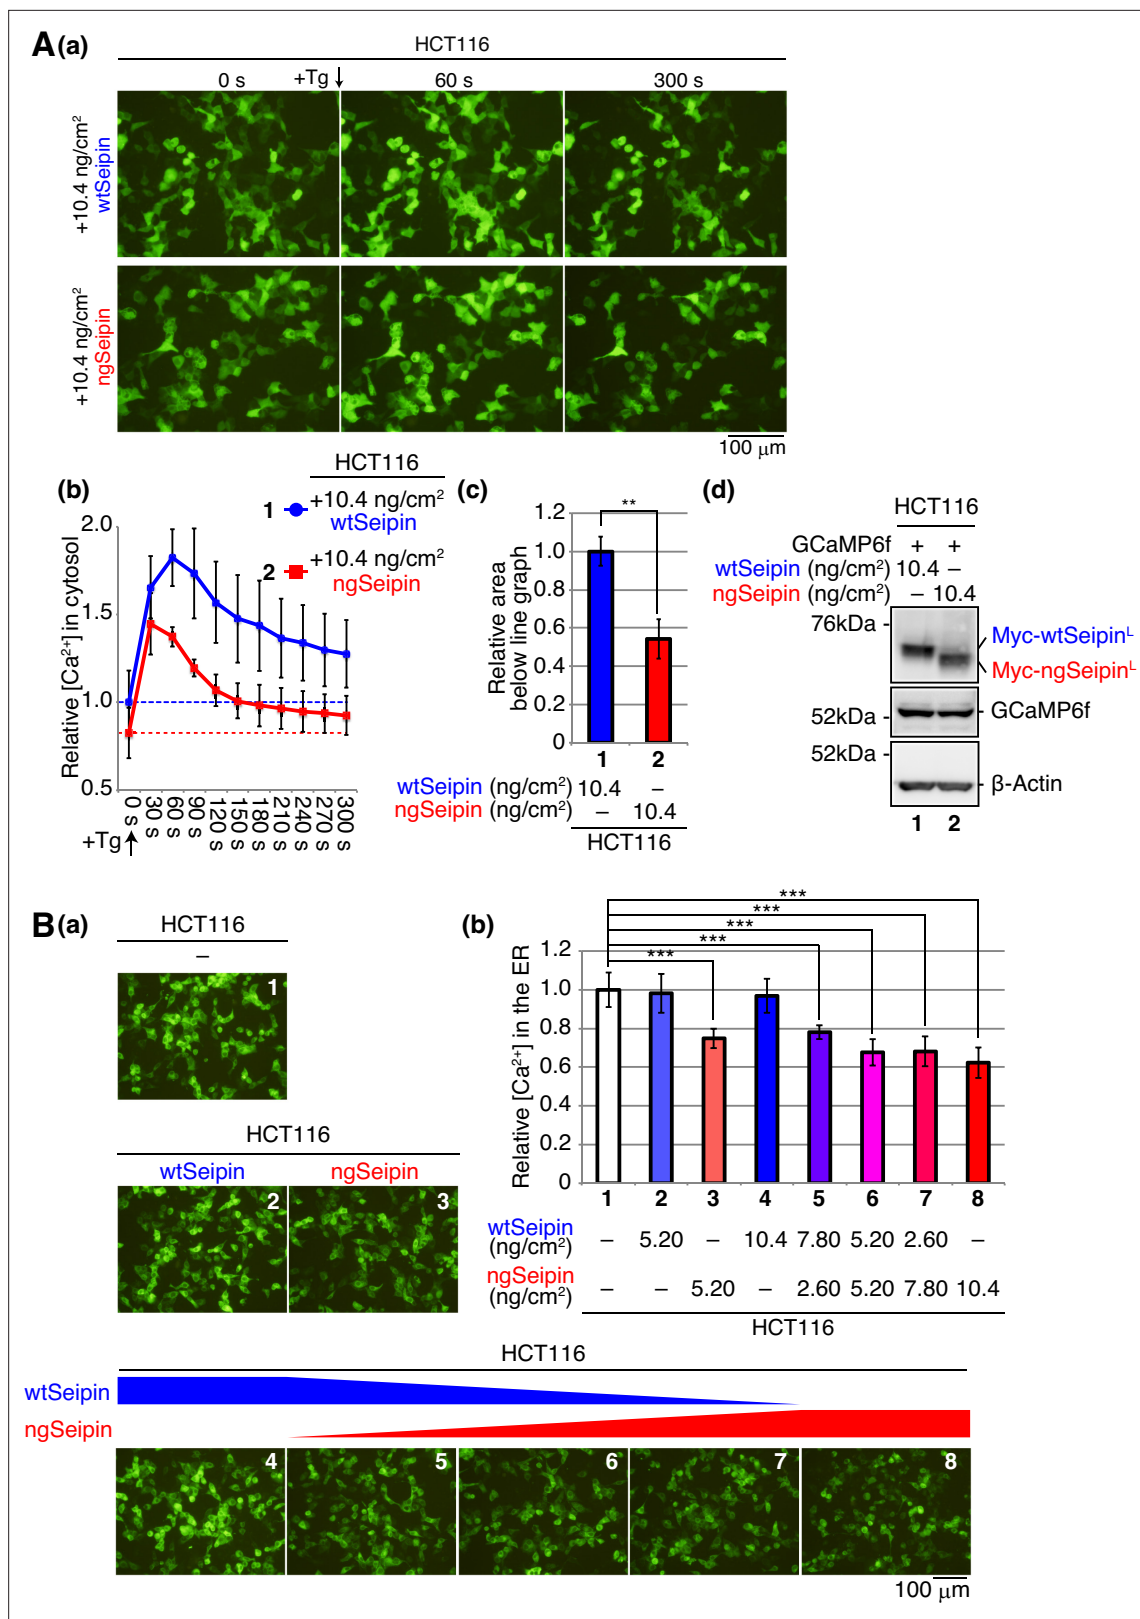 A (a)
HCT116
0 s +Tg 60 s 300 s
+10.4 ng/cm²
wtSeipin
+10.4 ng/cm²
ngSeipin
100 μm
(b)
HCT116
1 +10.4 ng/cm²
wtSeipin
2 +10.4 ng/cm²
ngSeipin
Relative [Ca²⁺] in cytosol
2.0
1.5
1.0
0.5
0 s 30 s 60 s 90 s 120 s 150 s 180 s 210 s 240 s 270 s 300 s
+Tg
(c)
**
Relative area
below line graph
1.2
1.0
0.8
0.6
0.4
0.2
0
1 2
wtSeipin (ng/cm²) 10.4 –
ngSeipin (ng/cm²) – 10.4
HCT116
(d)
HCT116
GCaMP6f + +
wtSeipin (ng/cm²) 10.4 –
ngSeipin (ng/cm²) – 10.4
76kDa -
Myc-wtSeipinᴸ
Myc-ngSeipinᴸ
52kDa - GCaMP6f
52kDa -
- β-Actin
1 2
B (a)
HCT116
–
1
HCT116
wtSeipin ngSeipin
2 3
(b)
***
***
***
***
***
Relative [Ca²⁺] in the ER
1.2
1.0
0.8
0.6
0.4
0.2
0
1 2 3 4 5 6 7 8
wtSeipin
(ng/cm²) – 5.20 – 10.4 7.80 5.20 2.60 –
ngSeipin
(ng/cm²) – – 5.20 – 2.60 5.20 7.80 10.4
HCT116
HCT116
wtSeipin
ngSeipin
4 5 6 7 8
100 μm